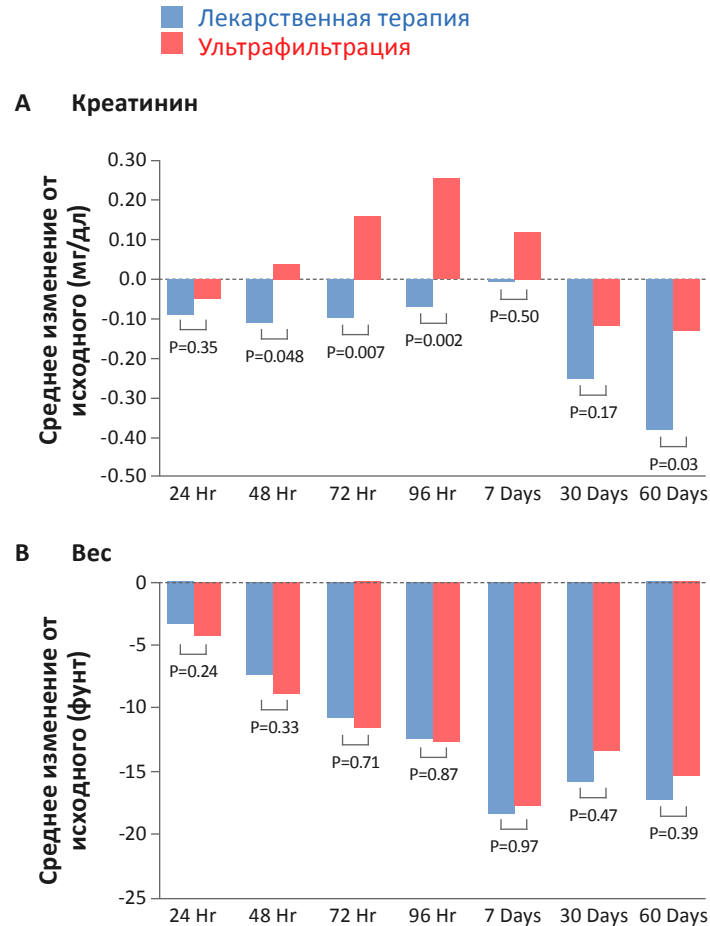 Лекарственная терапия
Ультрафильтрация
A Креатинин
Среднее изменение от
исходного (мг/дл)
0.30
0.20
0.10
0.0
-0.10
-0.20
-0.30
-0.40
-0.50
P=0.35
P=0.048
P=0.007
P=0.002
P=0.50
P=0.17
P=0.03
24 Hr 48 Hr 72 Hr 96 Hr 7 Days 30 Days 60 Days
B Вес
Среднее изменение от
исходного (фунт)
0
-5
-10
-15
-20
-25
P=0.24
P=0.33
P=0.71
P=0.87
P=0.97
P=0.47
P=0.39
24 Hr 48 Hr 72 Hr 96 Hr 7 Days 30 Days 60 Days